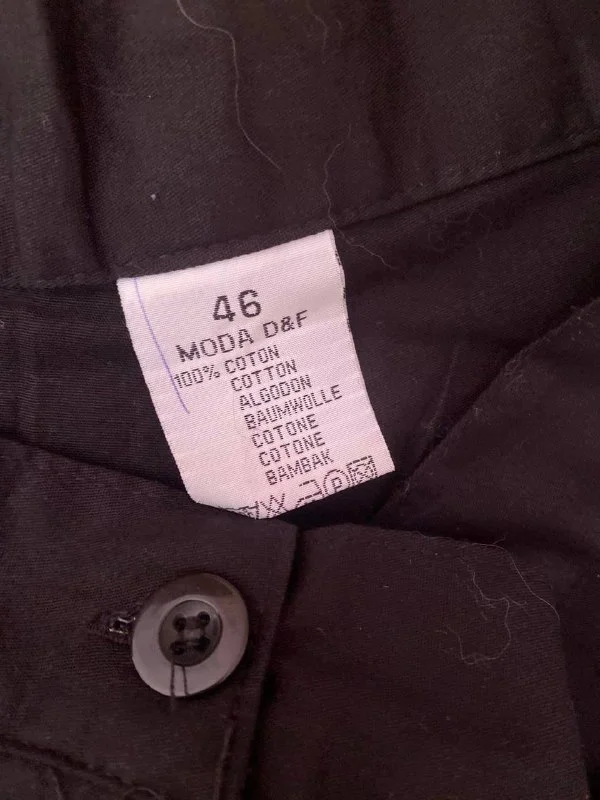 46
MODA D&F
100% COTON
COTTON
ALGODON
BAUMWOLLE
COTONE
COTONE
BAMBAK
P